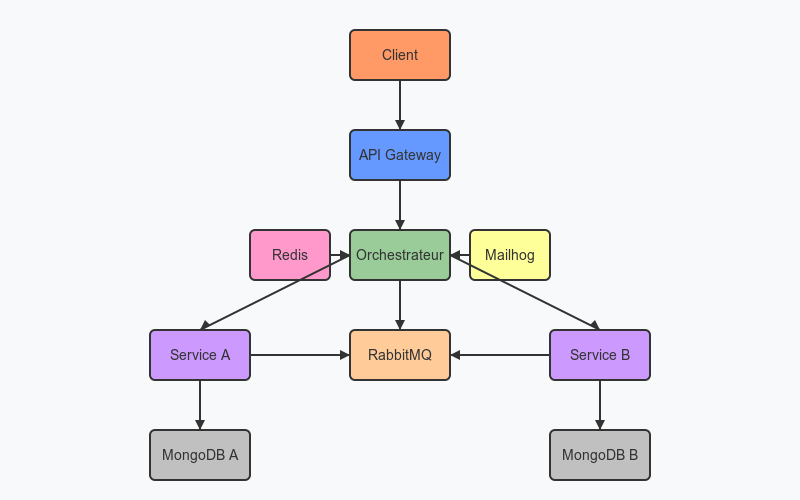 Client
API Gateway
Redis
Orchestrateur
Mailhog
Service A
RabbitMQ
Service B
MongoDB A
MongoDB B